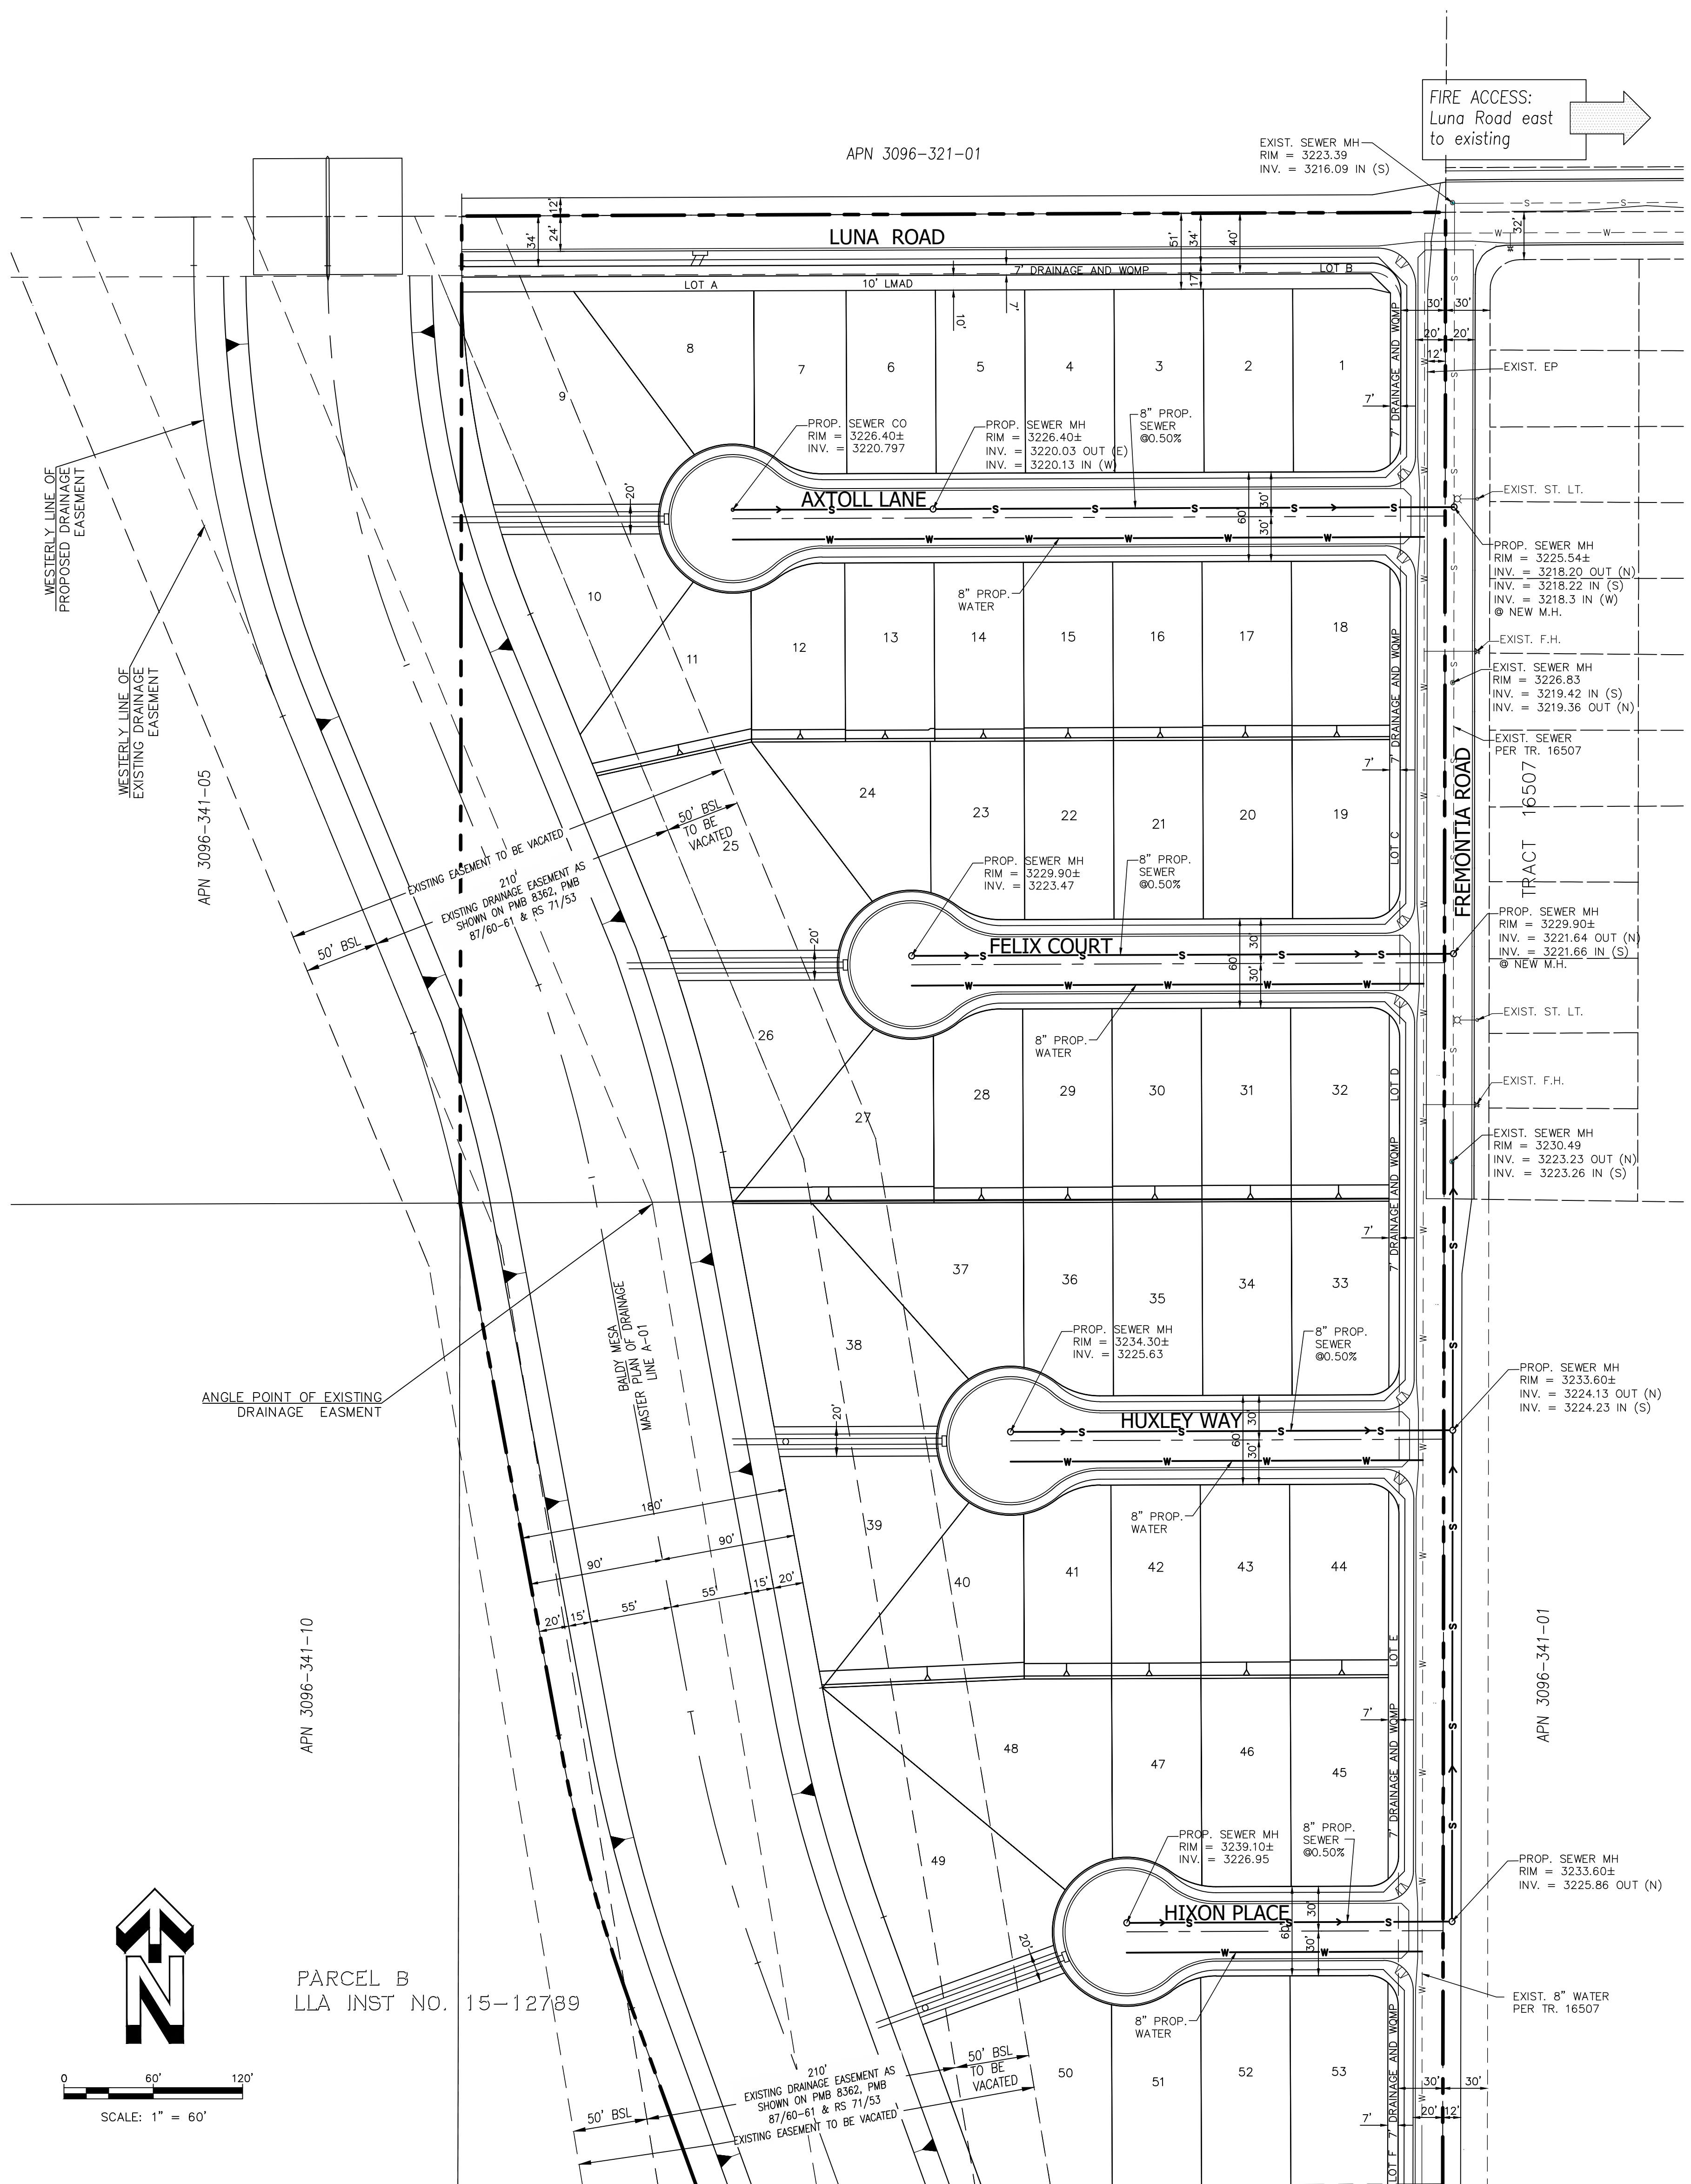 FIRE ACCESS:
Luna Road east
to existing
APN 3096-321-01
EXIST. SEWER MH
RIM = 3223.39
INV. = 3216.09 IN (S)
12'
24'
34'
LUNA ROAD
51'
34'
40'
17'
32'
S
S
W
W
7' DRAINAGE AND WQMP
LOT B
LOT A
10' LMAD
7'
10'
30'
30'
20'
20'
12'
8
7
6
5
4
3
2
1
9
7' DRAINAGE AND WQMP
7'
EXIST. EP
PROP. SEWER CO
RIM = 3226.40±
INV. = 3220.797
PROP. SEWER MH
RIM = 3226.40±
INV. = 3220.03 OUT (E)
INV. = 3220.13 IN (W)
8" PROP.
SEWER
@0.50%
WESTERLY LINE OF
PROPOSED DRAINAGE
EASEMENT
20'
AXTOLL LANE
S
S
S
S
S
S
60'
30'
30'
W
W
W
W
W
W
EXIST. ST. LT.
PROP. SEWER MH
RIM = 3225.54±
INV. = 3218.20 OUT (N)
INV. = 3218.22 IN (S)
INV. = 3218.3 IN (W)
@ NEW M.H.
8" PROP.
WATER
10
11
12
13
14
15
16
17
18
7' DRAINAGE AND WQMP
EXIST. F.H.
EXIST. SEWER MH
RIM = 3226.83
INV. = 3219.42 IN (S)
INV. = 3219.36 OUT (N)
WESTERLY LINE OF
EXISTING DRAINAGE
EASEMENT
EXIST. SEWER
PER TR. 16507
FREMONTIA ROAD
TRACT 16507
APN 3096-341-05
7'
LOT C
24
23
22
21
20
19
25
50' BSL
TO BE
VACATED
EXISTING EASEMENT TO BE VACATED
210'
EXISTING DRAINAGE EASEMENT AS
SHOWN ON PMB 8362, PMB
87/60-61 & RS 71/53
50' BSL
PROP. SEWER MH
RIM = 3229.90±
INV. = 3223.47
8" PROP.
SEWER
@0.50%
PROP. SEWER MH
RIM = 3229.90±
INV. = 3221.64 OUT (N)
INV. = 3221.66 IN (S)
@ NEW M.H.
20'
FELIX COURT
S
S
S
S
S
60'
30'
30'
W
W
W
W
W
EXIST. ST. LT.
8" PROP.
WATER
26
27
28
29
30
31
32
LOT D
7' DRAINAGE AND WQMP
EXIST. F.H.
EXIST. SEWER MH
RIM = 3230.49
INV. = 3223.23 OUT (N)
INV. = 3223.26 IN (S)
7'
37
36
35
34
33
38
BALDY MESA
MASTER PLAN OF DRAINAGE
LINE A-01
ANGLE POINT OF EXISTING
DRAINAGE EASMENT
PROP. SEWER MH
RIM = 3234.30±
INV. = 3225.63
8" PROP.
SEWER
@0.50%
PROP. SEWER MH
RIM = 3233.60±
INV. = 3224.13 OUT (N)
INV. = 3224.23 IN (S)
20'
HUXLEY WAY
S
S
S
S
60'
30'
30'
W
W
W
W
8" PROP.
WATER
180'
90'
90'
20'
15'
55'
55'
15'
20'
39
40
41
42
43
44
LOT E
7' DRAINAGE AND WQMP
7'
APN 3096-341-10
APN 3096-341-01
48
47
46
45
49
PROP. SEWER MH
RIM = 3239.10±
INV. = 3226.95
8" PROP.
SEWER
@0.50%
PROP. SEWER MH
RIM = 3233.60±
INV. = 3225.86 OUT (N)
HIXON PLACE
S
S
S
60'
30'
30'
W
W
20'
8" PROP.
WATER
EXIST. 8" WATER
PER TR. 16507
N
PARCEL B
LLA INST NO. 15-12789
50' BSL
TO BE
VACATED
210'
EXISTING DRAINAGE EASEMENT AS
SHOWN ON PMB 8362, PMB
87/60-61 & RS 71/53
EXISTING EASEMENT TO BE VACATED
50' BSL
50
51
52
53
LOT F
7' DRAINAGE AND WQMP
7'
30'
30'
20'
12'
0
60'
120'
SCALE: 1" = 60'